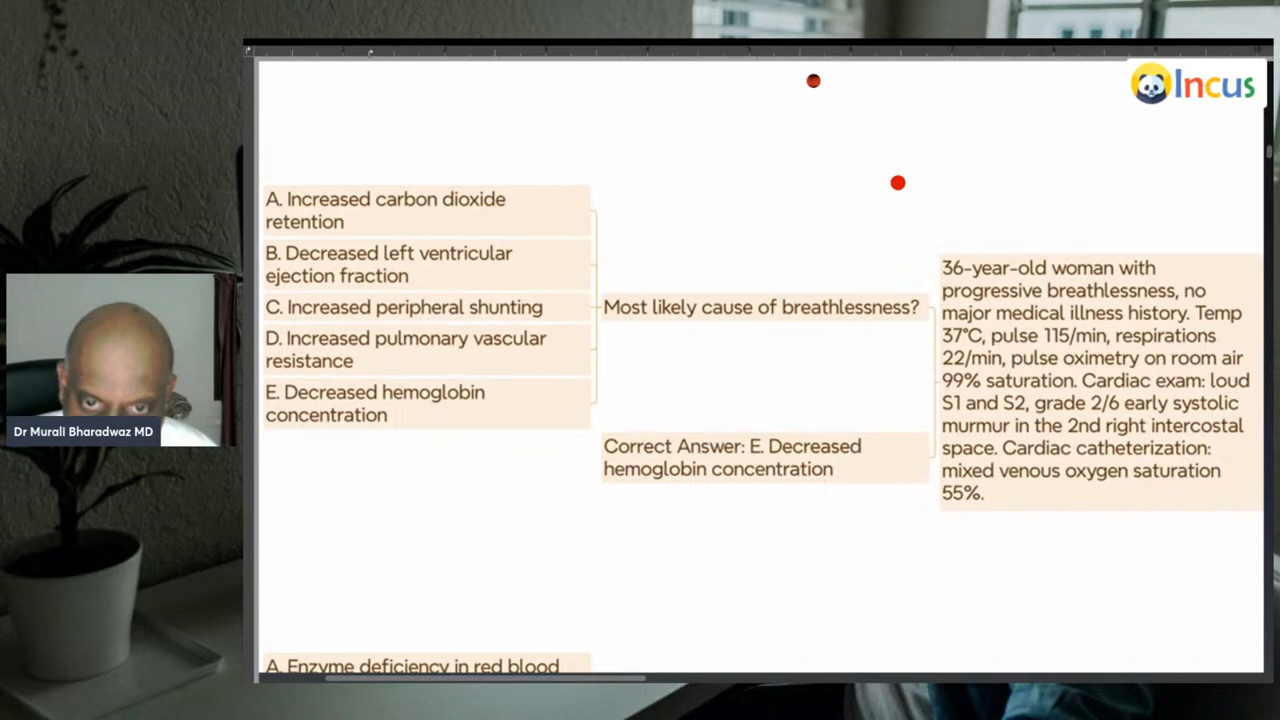 Incus
A. Increased carbon dioxide
retention
B. Decreased left ventricular
ejection fraction
C. Increased peripheral shunting
D. Increased pulmonary vascular
resistance
E. Decreased hemoglobin
concentration
Most likely cause of breathlessness?
Correct Answer: E. Decreased
hemoglobin concentration
36-year-old woman with
progressive breathlessness, no
major medical illness history. Temp
37°C, pulse 115/min, respirations
22/min, pulse oximetry on room air
99% saturation. Cardiac exam: loud
S1 and S2, grade 2/6 early systolic
murmur in the 2nd right intercostal
space. Cardiac catheterization:
mixed venous oxygen saturation
55%.
Dr Murali Bharadwaz MD
A. Enzyme deficiency in red blood